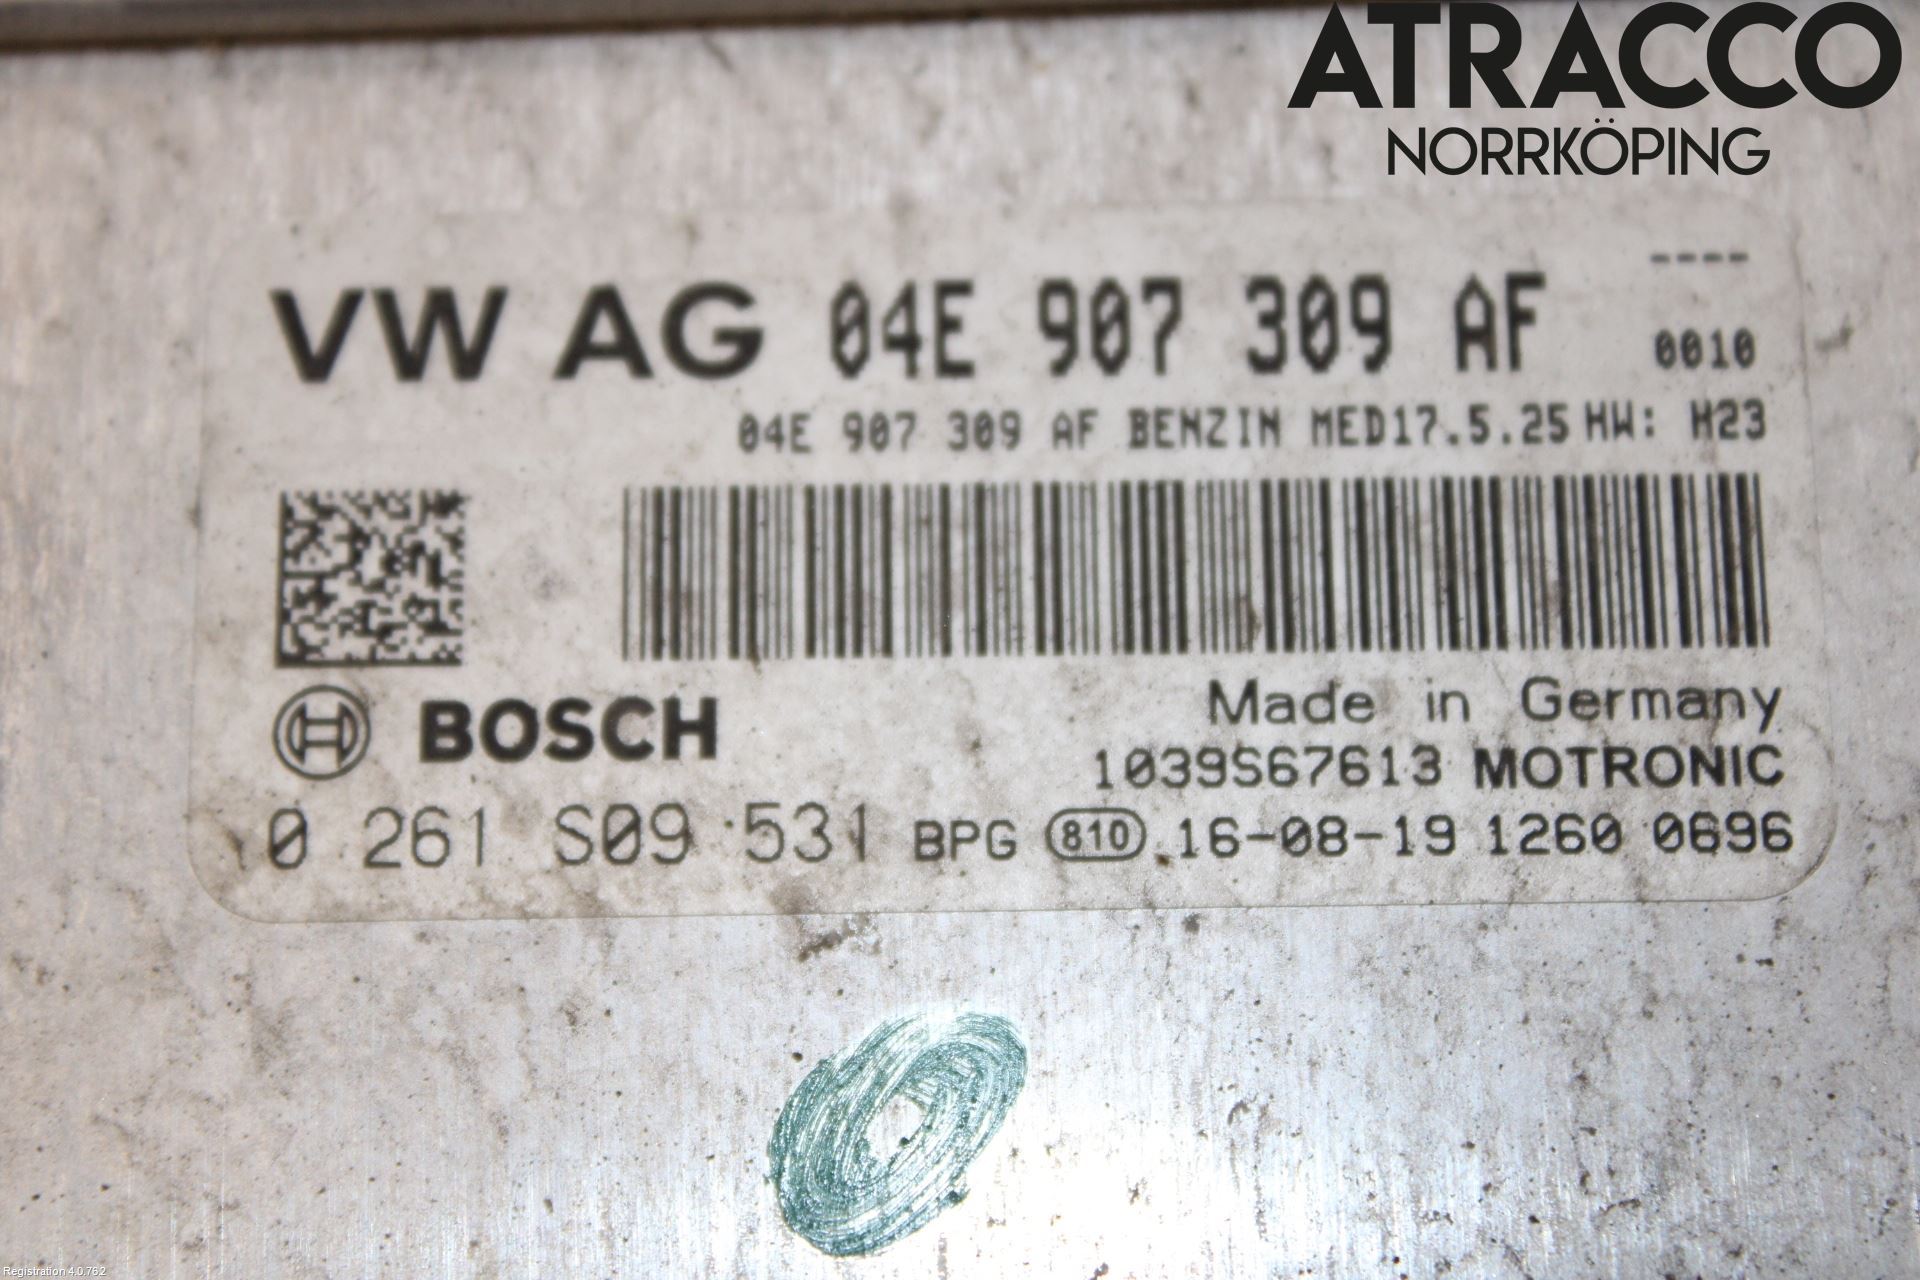 ATRACCO
NORRKÖPING
----
VW AG 04E 907 309 AF 0010
04E 907 309 AF BENZIN MED17.5.25 HW: H23
BOSCH
Made in Germany
1039S67613 MOTRONIC
0 261 S09 531 BPG 810 16-08-19 1260 0696
Registration 4.0.762